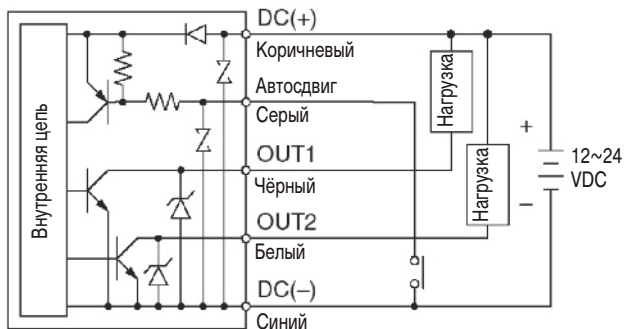 DC(+)
Коричневый
Автосдвиг
Серый
OUT1
Чёрный
OUT2
Белый
DC(–)
Синий
Внутренняя цепь
Нагрузка
Нагрузка
+
12~24
VDC
–